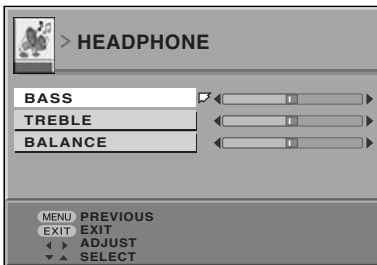 > HEADPHONE
BASS
TREBLE
BALANCE
MENU PREVIOUS
EXIT EXIT
ADJUST
SELECT